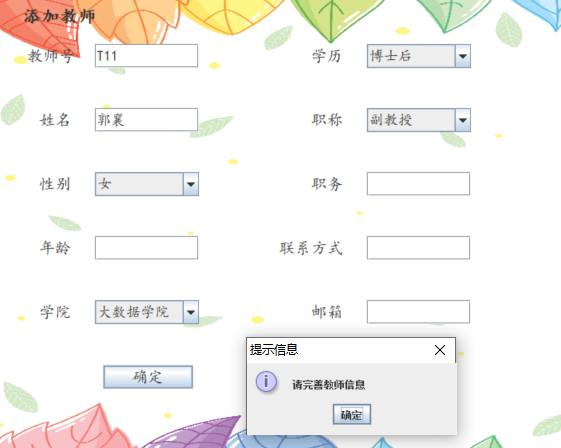 添加教师
教师号 T11 学历 博士后
姓名 郭襄 职称 副教授
性别 女 职务
年龄 联系方式
学院 大数据学院 邮箱
提示信息
确定
请完善教师信息
确定